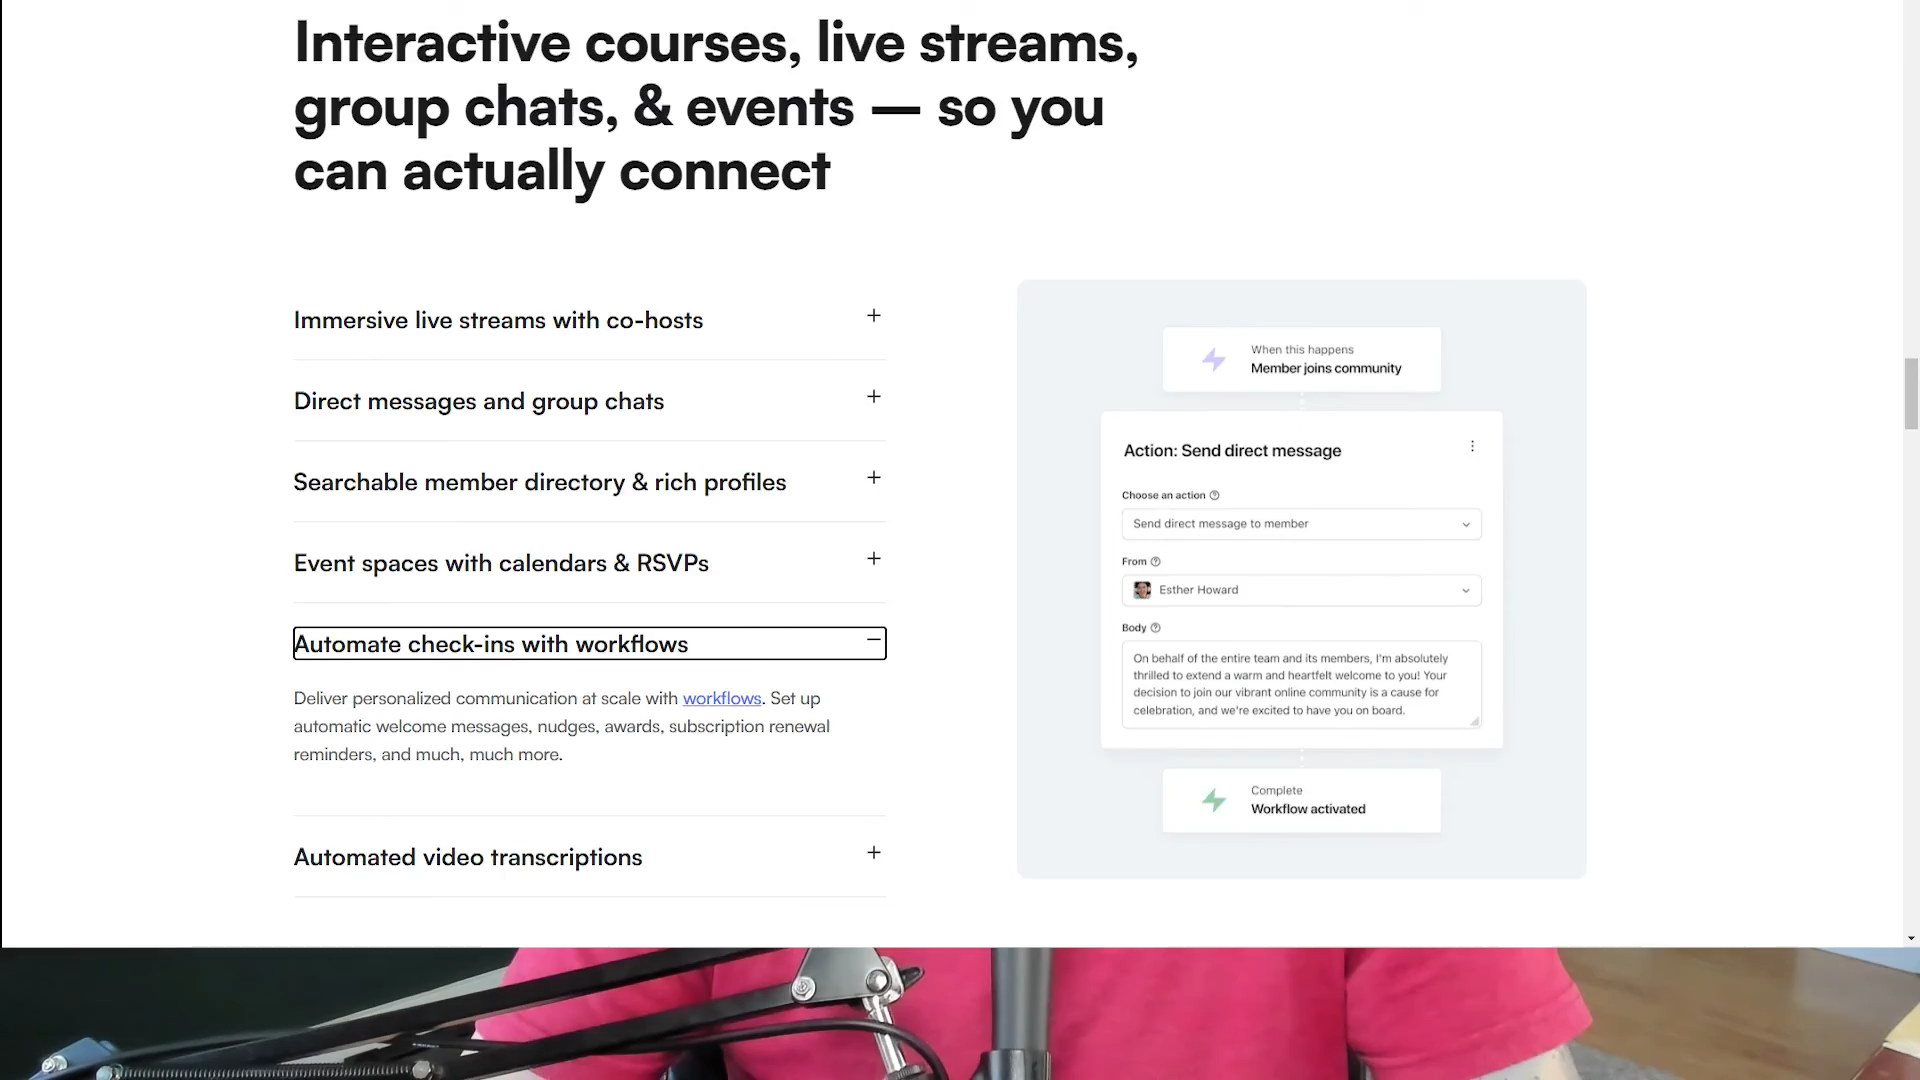 Interactive courses, live streams,
group chats, & events — so you
can actually connect
Immersive live streams with co-hosts
Direct messages and group chats
Searchable member directory & rich profiles
Event spaces with calendars & RSVPs
Automate check-ins with workflows
Deliver personalized communication at scale with workflows. Set up
automatic welcome messages, nudges, awards, subscription renewal
reminders, and much, much more.
Automated video transcriptions
When this happens
Member joins community
Action: Send direct message
Choose an action
Send direct message to member
From
Esther Howard
Body
On behalf of the entire team and its members, I'm absolutely
thrilled to extend a warm and heartfelt welcome to you! Your
decision to join our vibrant online community is a cause for
celebration, and we're excited to have you on board.
Complete
Workflow activated